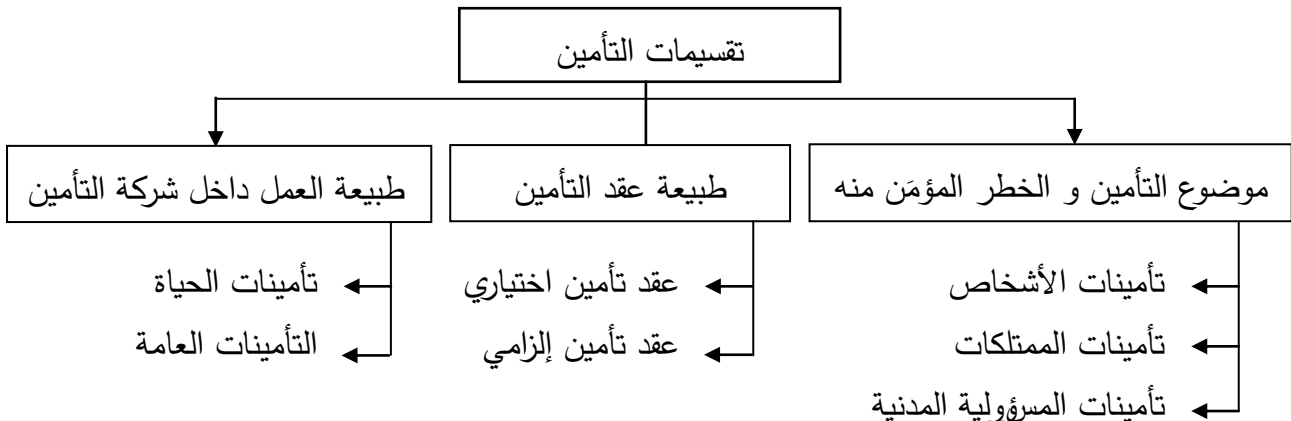 تقسيمات التأمين
موضوع التأمين و الخطر المؤمَن منه
تأمينات الأشخاص
تأمينات الممتلكات
تأمينات المسؤولية المدنية
طبيعة عقد التأمين
عقد تأمين اختياري
عقد تأمين إلزامي
طبيعة العمل داخل شركة التأمين
تأمينات الحياة
التأمينات العامة